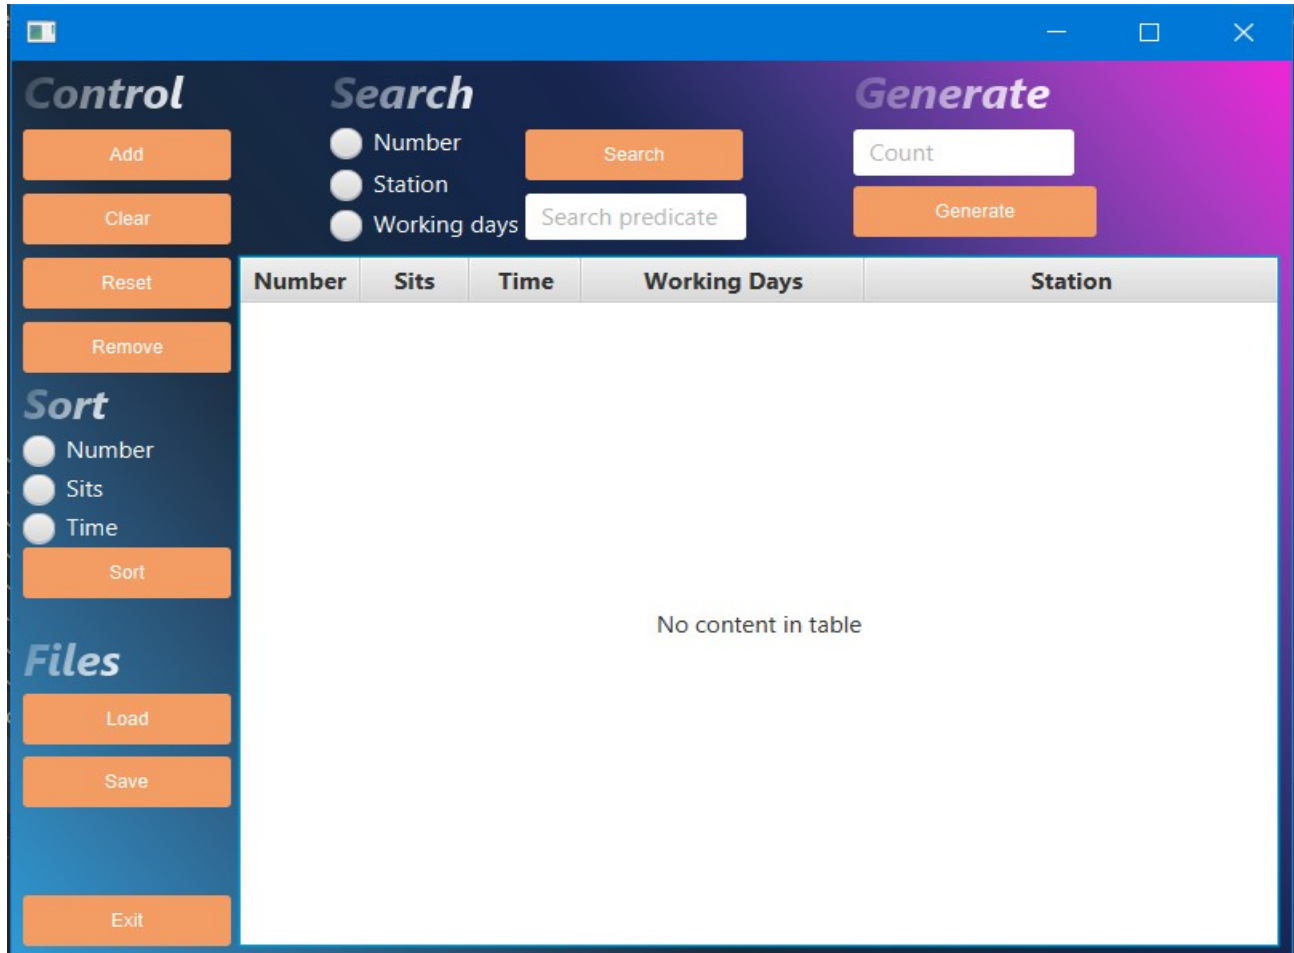 Control
Add
Clear
Reset
Remove
Sort
Number
Sits
Time
Sort
Files
Load
Save
Exit
Search
Number
Station
Working days
Search
Search predicate
Generate
Count
Generate
Number Sits Time Working Days Station
No content in table